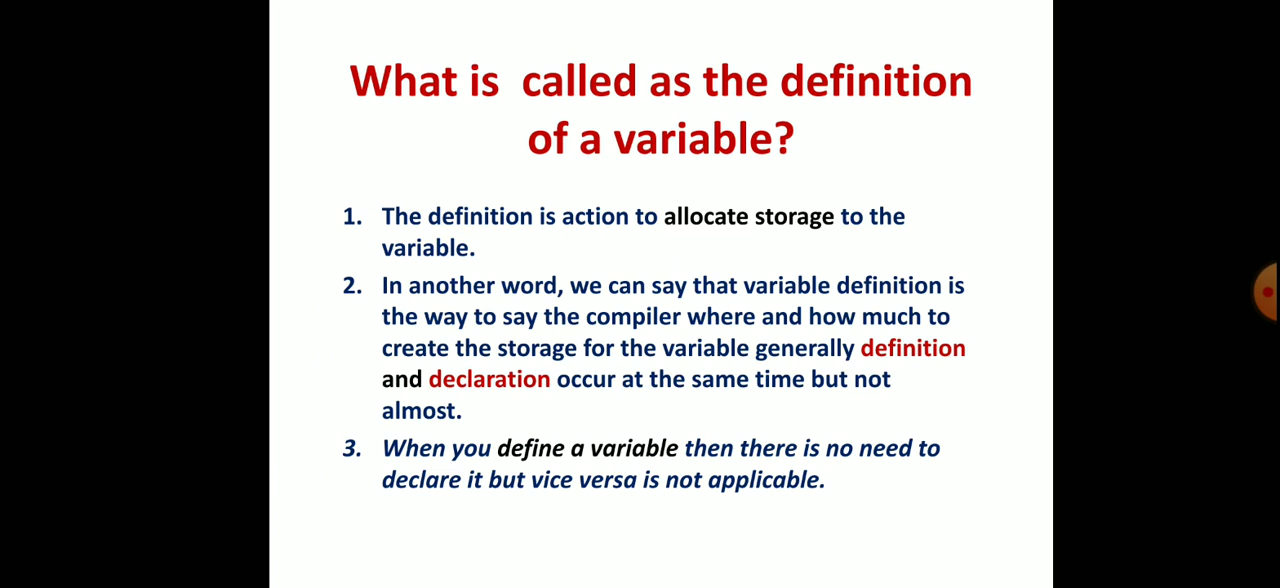 What is called as the definition
of a variable?
1. The definition is action to allocate storage to the
variable.
2. In another word, we can say that variable definition is
the way to say the compiler where and how much to
create the storage for the variable generally definition
and declaration occur at the same time but not
almost.
3. When you define a variable then there is no need to
declare it but vice versa is not applicable.